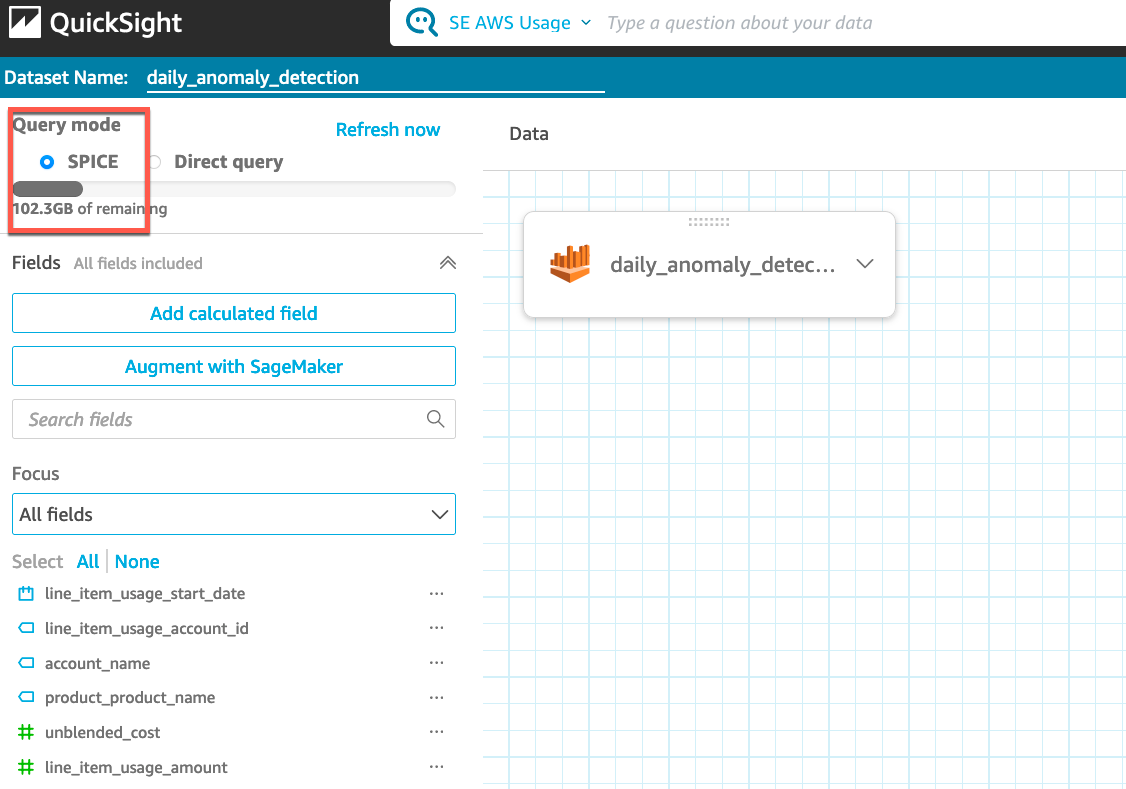 QuickSight
SE AWS Usage Type a question about your data
Dataset Name: daily_anomaly_detection
Query mode
Refresh now
SPICE Direct query
102.3GB of remaining
Data
daily_anomaly_detec...
Fields All fields included
Add calculated field
Augment with SageMaker
Search fields
Focus
All fields
Select All None
line_item_usage_start_date
line_item_usage_account_id
account_name
product_product_name
unblended_cost
line_item_usage_amount